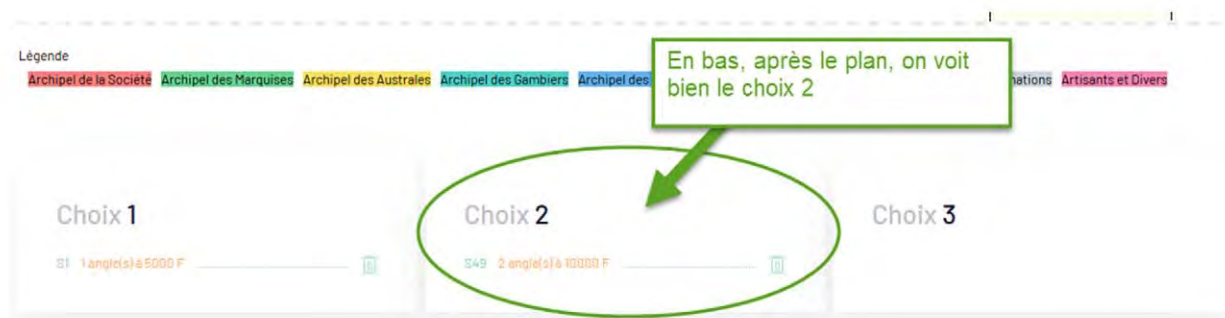 Légende
Archipel de la Société Archipel des Marquises Archipel des Australes Archipel des Gambiers Archipel des
En bas, après le plan, on voit
bien le choix 2
nations Artisants et Divers
Choix 1
S1 1 angle(s) à 5000 F
Choix 2
S49 2 angle(s) à 10000 F
Choix 3